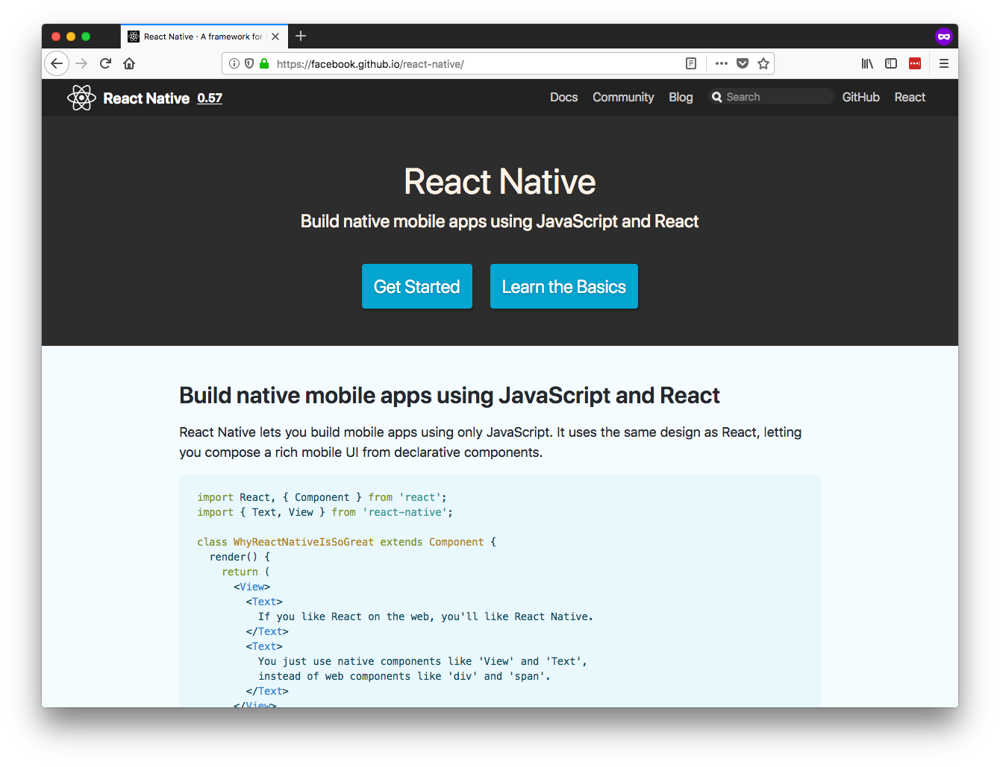 React Native · A framework for
https://facebook.github.io/react-native/
React Native 0.57 Docs Community Blog Search GitHub React
React Native
Build native mobile apps using JavaScript and React
Get Started Learn the Basics
Build native mobile apps using JavaScript and React
React Native lets you build mobile apps using only JavaScript. It uses the same design as React, letting
you compose a rich mobile UI from declarative components.
import React, { Component } from 'react';
import { Text, View } from 'react-native';
class WhyReactNativeIsSoGreat extends Component {
render() {
return (
<View>
<Text>
If you like React on the web, you'll like React Native.
</Text>
<Text>
You just use native components like 'View' and 'Text',
instead of web components like 'div' and 'span'.
</Text>
</View>